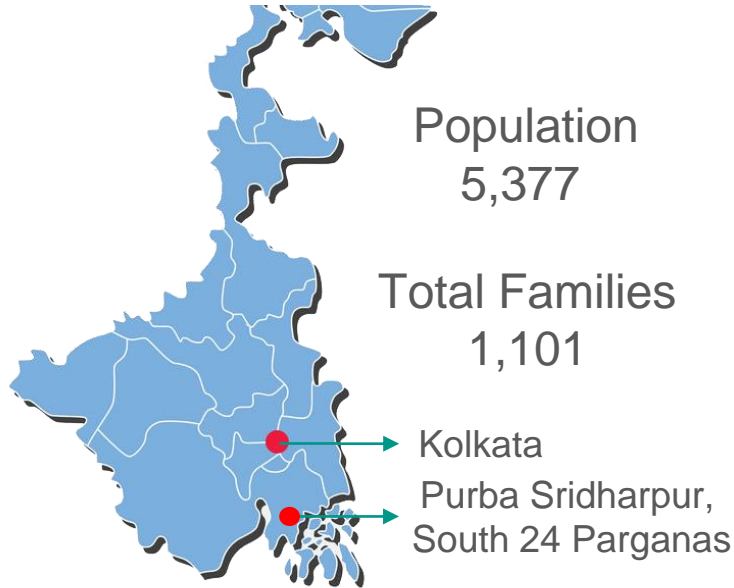 Population
5,377
Total Families
1,101
Kolkata
Purba Sridharpur,
South 24 Parganas